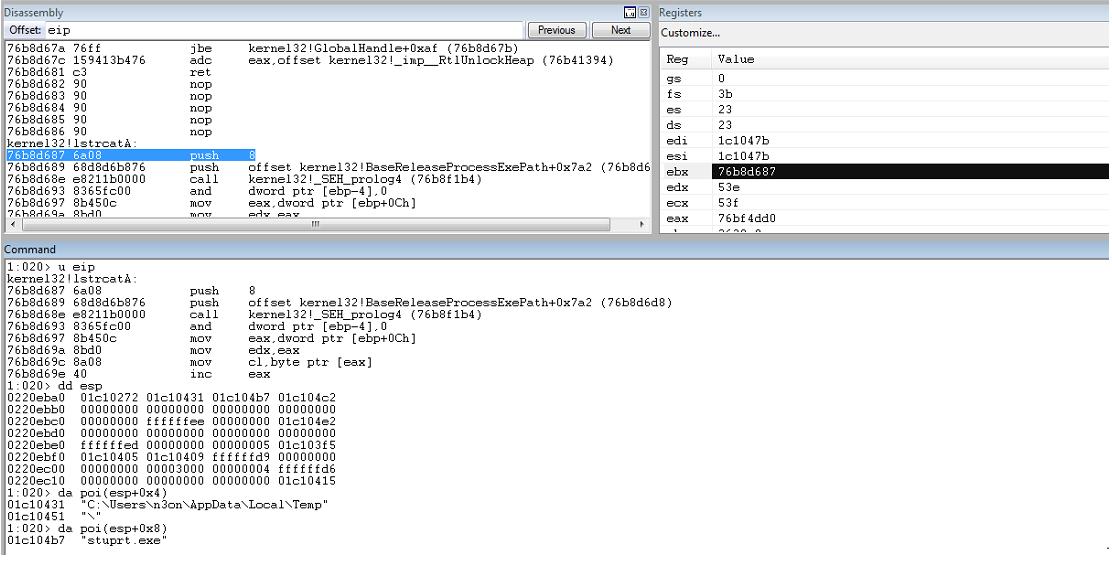 Disassembly
Offset: eip Previous Next
76b8d67a 76ff jbe kernel32!GlobalHandle+0xaf (76b8d67b)
76b8d67c 159413b476 adc eax,offset kernel32!_imp__RtlUnlockHeap (76b41394)
76b8d681 c3 ret
76b8d682 90 nop
76b8d683 90 nop
76b8d684 90 nop
76b8d685 90 nop
76b8d686 90 nop
kernel32!lstrcatA:
76b8d687 6a08 push 8
76b8d689 68d8d6b876 push offset kernel32!BaseReleaseProcessExePath+0x7a2 (76b8d6
76b8d68e e8211b0000 call kernel32!_SEH_prolog4 (76b8f1b4)
76b8d693 8365fc00 and dword ptr [ebp-4],0
76b8d697 8b450c mov eax,dword ptr [ebp+0Ch]
76b8d69a 8bd0 mov edx,eax
Registers
Customize...
Reg Value
gs 0
fs 3b
es 23
ds 23
edi 1c1047b
esi 1c1047b
ebx 76b8d687
edx 53e
ecx 53f
eax 76bf4dd0
Command
1:020> u eip
kernel32!lstrcatA:
76b8d687 6a08 push 8
76b8d689 68d8d6b876 push offset kernel32!BaseReleaseProcessExePath+0x7a2 (76b8d6d8)
76b8d68e e8211b0000 call kernel32!_SEH_prolog4 (76b8f1b4)
76b8d693 8365fc00 and dword ptr [ebp-4],0
76b8d697 8b450c mov eax,dword ptr [ebp+0Ch]
76b8d69a 8bd0 mov edx,eax
76b8d69c 8a08 mov cl,byte ptr [eax]
76b8d69e 40 inc eax
1:020> dd esp
0220eba0 01c10272 01c10431 01c104b7 01c104c2
0220ebb0 00000000 00000000 00000000 00000000
0220ebc0 00000000 ffffffee 00000000 01c104e2
0220ebd0 00000000 00000000 00000000 00000000
0220ebe0 ffffffed 00000000 00000005 01c103f5
0220ebf0 01c10405 01c10409 ffffffd9 00000000
0220ec00 00000000 00003000 00000004 ffffffd6
0220ec10 00000000 00000000 00000000 01c10415
1:020> da poi(esp+0x4)
01c10431 "C:\Users\n3on\AppData\Local\Temp"
01c10451 "\"
1:020> da poi(esp+0x8)
01c104b7 "stuprt.exe"